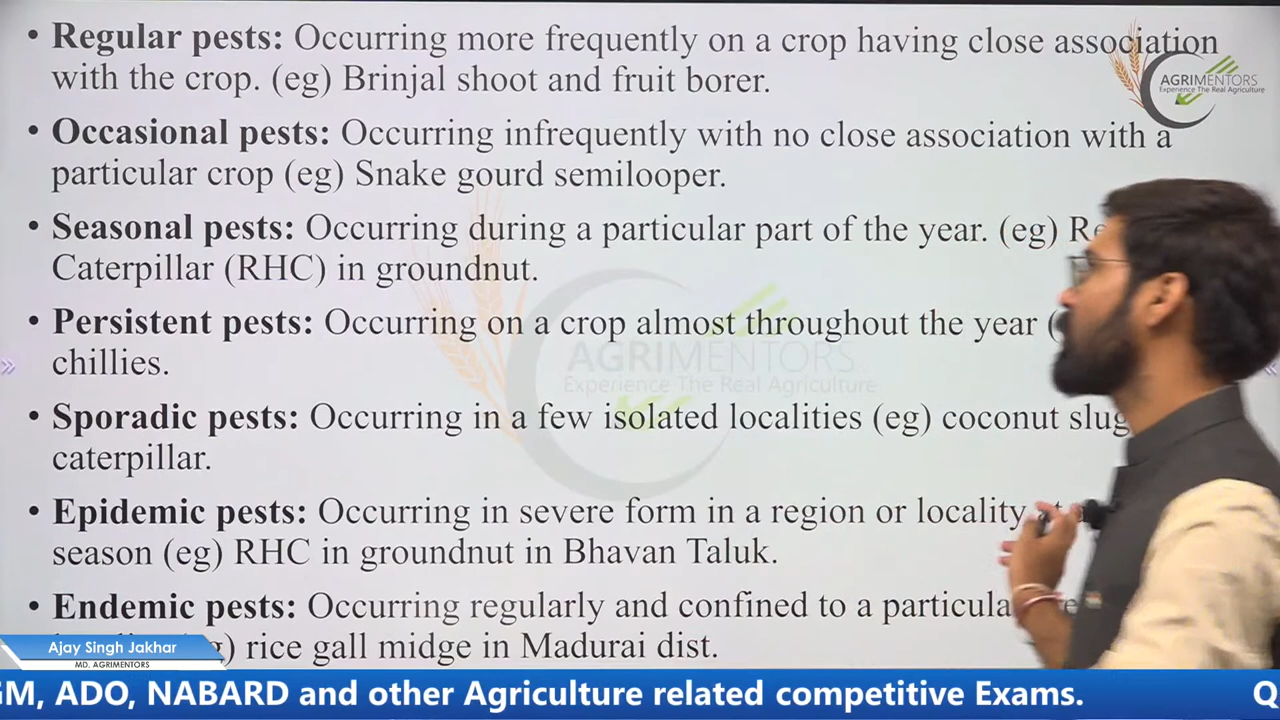 • Regular pests: Occurring more frequently on a crop having close association
with the crop. (eg) Brinjal shoot and fruit borer.
AGRIMENTORS
Experience The Real Agriculture
• Occasional pests: Occurring infrequently with no close association with a
particular crop (eg) Snake gourd semilooper.
• Seasonal pests: Occurring during a particular part of the year. (eg)
Caterpillar (RHC) in groundnut.
• Persistent pests: Occurring on a crop almost throughout the year
chillies.
AGRIMENTORS
Experience The Real Agriculture
• Sporadic pests: Occurring in a few isolated localities (eg) coconut slug
caterpillar.
• Epidemic pests: Occurring in severe form in a region or locality
season (eg) RHC in groundnut in Bhavan Taluk.
• Endemic pests: Occurring regularly and confined to a
rice gall midge in Madurai dist.
Ajay Singh Jakhar
MD. AGRIMENTORS
ADO, NABARD and other Agriculture related competitive Exams.